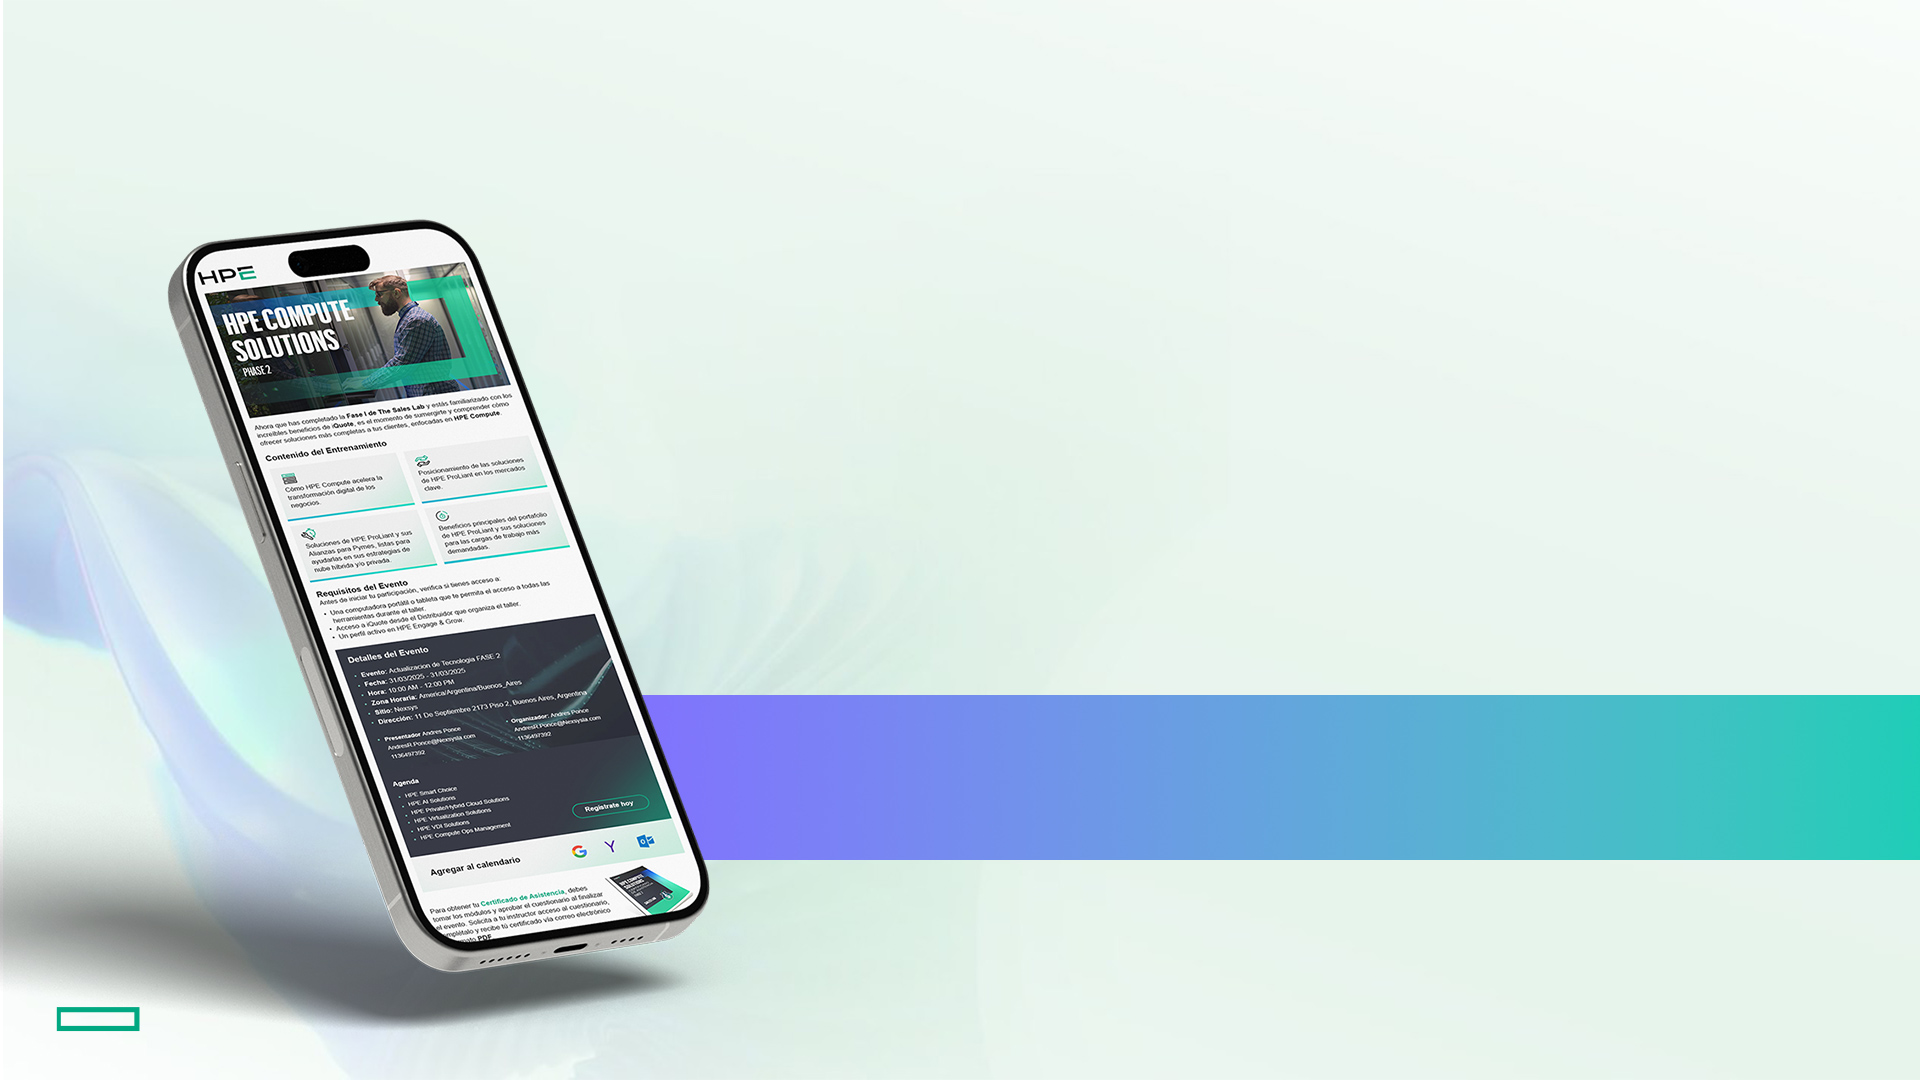 HPE
HPE COMPUTE
SOLUTIONS
PHASE 2
Ahora que has completado la Fase I de The Sales Lab y estás familiarizado con los
increíbles beneficios de iQuote, es el momento de sumergirte y comprender cómo
ofrecer soluciones más completas a tus clientes, enfocadas en HPE Compute.
Contenido del Entrenamiento
Cómo HPE Compute acelera la
transformación digital de los
negocios.
Posicionamiento de las soluciones
de HPE ProLiant en los mercados
clave.
Soluciones de HPE ProLiant y sus
Alianzas para Pymes, listas para
ayudarlas en sus estrategias de
nube híbrida y/o privada.
Beneficios principales del portafolio
de HPE ProLiant y sus soluciones
para las cargas de trabajo más
demandadas.
Requisitos del Evento
Antes de iniciar tu participación, verifica si tienes acceso a:
• Una computadora portátil o tableta que te permita el acceso a todas las
herramientas durante el taller.
• Acceso a iQuote desde el Distribuidor que organiza el taller.
• Un perfil activo en HPE Engage & Grow.
Detalles del Evento
• Evento: Actualizacion de Tecnologia FASE 2
• Fecha: 31/03/2025 - 31/03/2025
• Hora: 10:00 AM - 12:00 PM
• Zona Horaria: America/Argentina/Buenos_Aires
• Sitio: Nexsys
• Dirección: 11 De Septiembre 2173 Piso 2, Buenos Aires, Argentina
• Presentador Andres Ponce
AndresR.Ponce@Nexsysla.com
1136497392
• Organizador: Andres Ponce
AndresR.Ponce@Nexsysla.com
1136497392
Agenda
• HPE Smart Choice
• HPE AI Solutions
• HPE Private/Hybrid Cloud Solutions
• HPE Virtualization Solutions
• HPE VDI Solutions
• HPE Compute Ops Management
Regístrate hoy
Agregar al calendario
Para obtener tu Certificado de Asistencia, debes
tomar los módulos y aprobar el cuestionario al finalizar
el evento. Solicita a tu instructor acceso al cuestionario,
complétalo y recibe tú certificado vía correo electrónico
PDF
HPE COMPUTE
SOLUTIONS